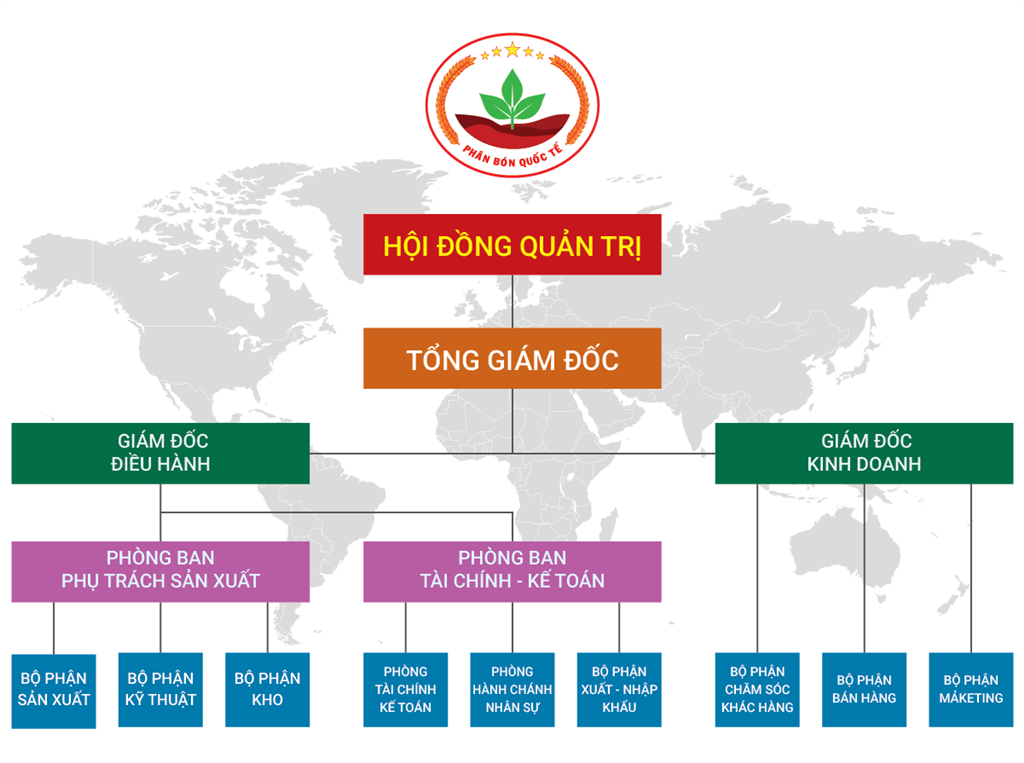 PHÂN BÓN QUỐC TẾ
HỘI ĐỒNG QUẢN TRỊ
TỔNG GIÁM ĐỐC
GIÁM ĐỐC
ĐIỀU HÀNH
GIÁM ĐỐC
KINH DOANH
PHÒNG BAN
PHỤ TRÁCH SẢN XUẤT
PHÒNG BAN
TÀI CHÍNH - KẾ TOÁN
BỘ PHẬN
SẢN XUẤT
BỘ PHẬN
KỸ THUẬT
BỘ PHẬN
KHO
PHÒNG
TÀI CHÍNH
KẾ TOÁN
PHÒNG
HÀNH CHÁNH
NHÂN SỰ
BỘ PHẬN
XUẤT - NHẬP
KHẨU
BỘ PHẬN
CHĂM SÓC
KHÁC HÀNG
BỘ PHẬN
BÁN HÀNG
BỘ PHẬN
MẢKETING